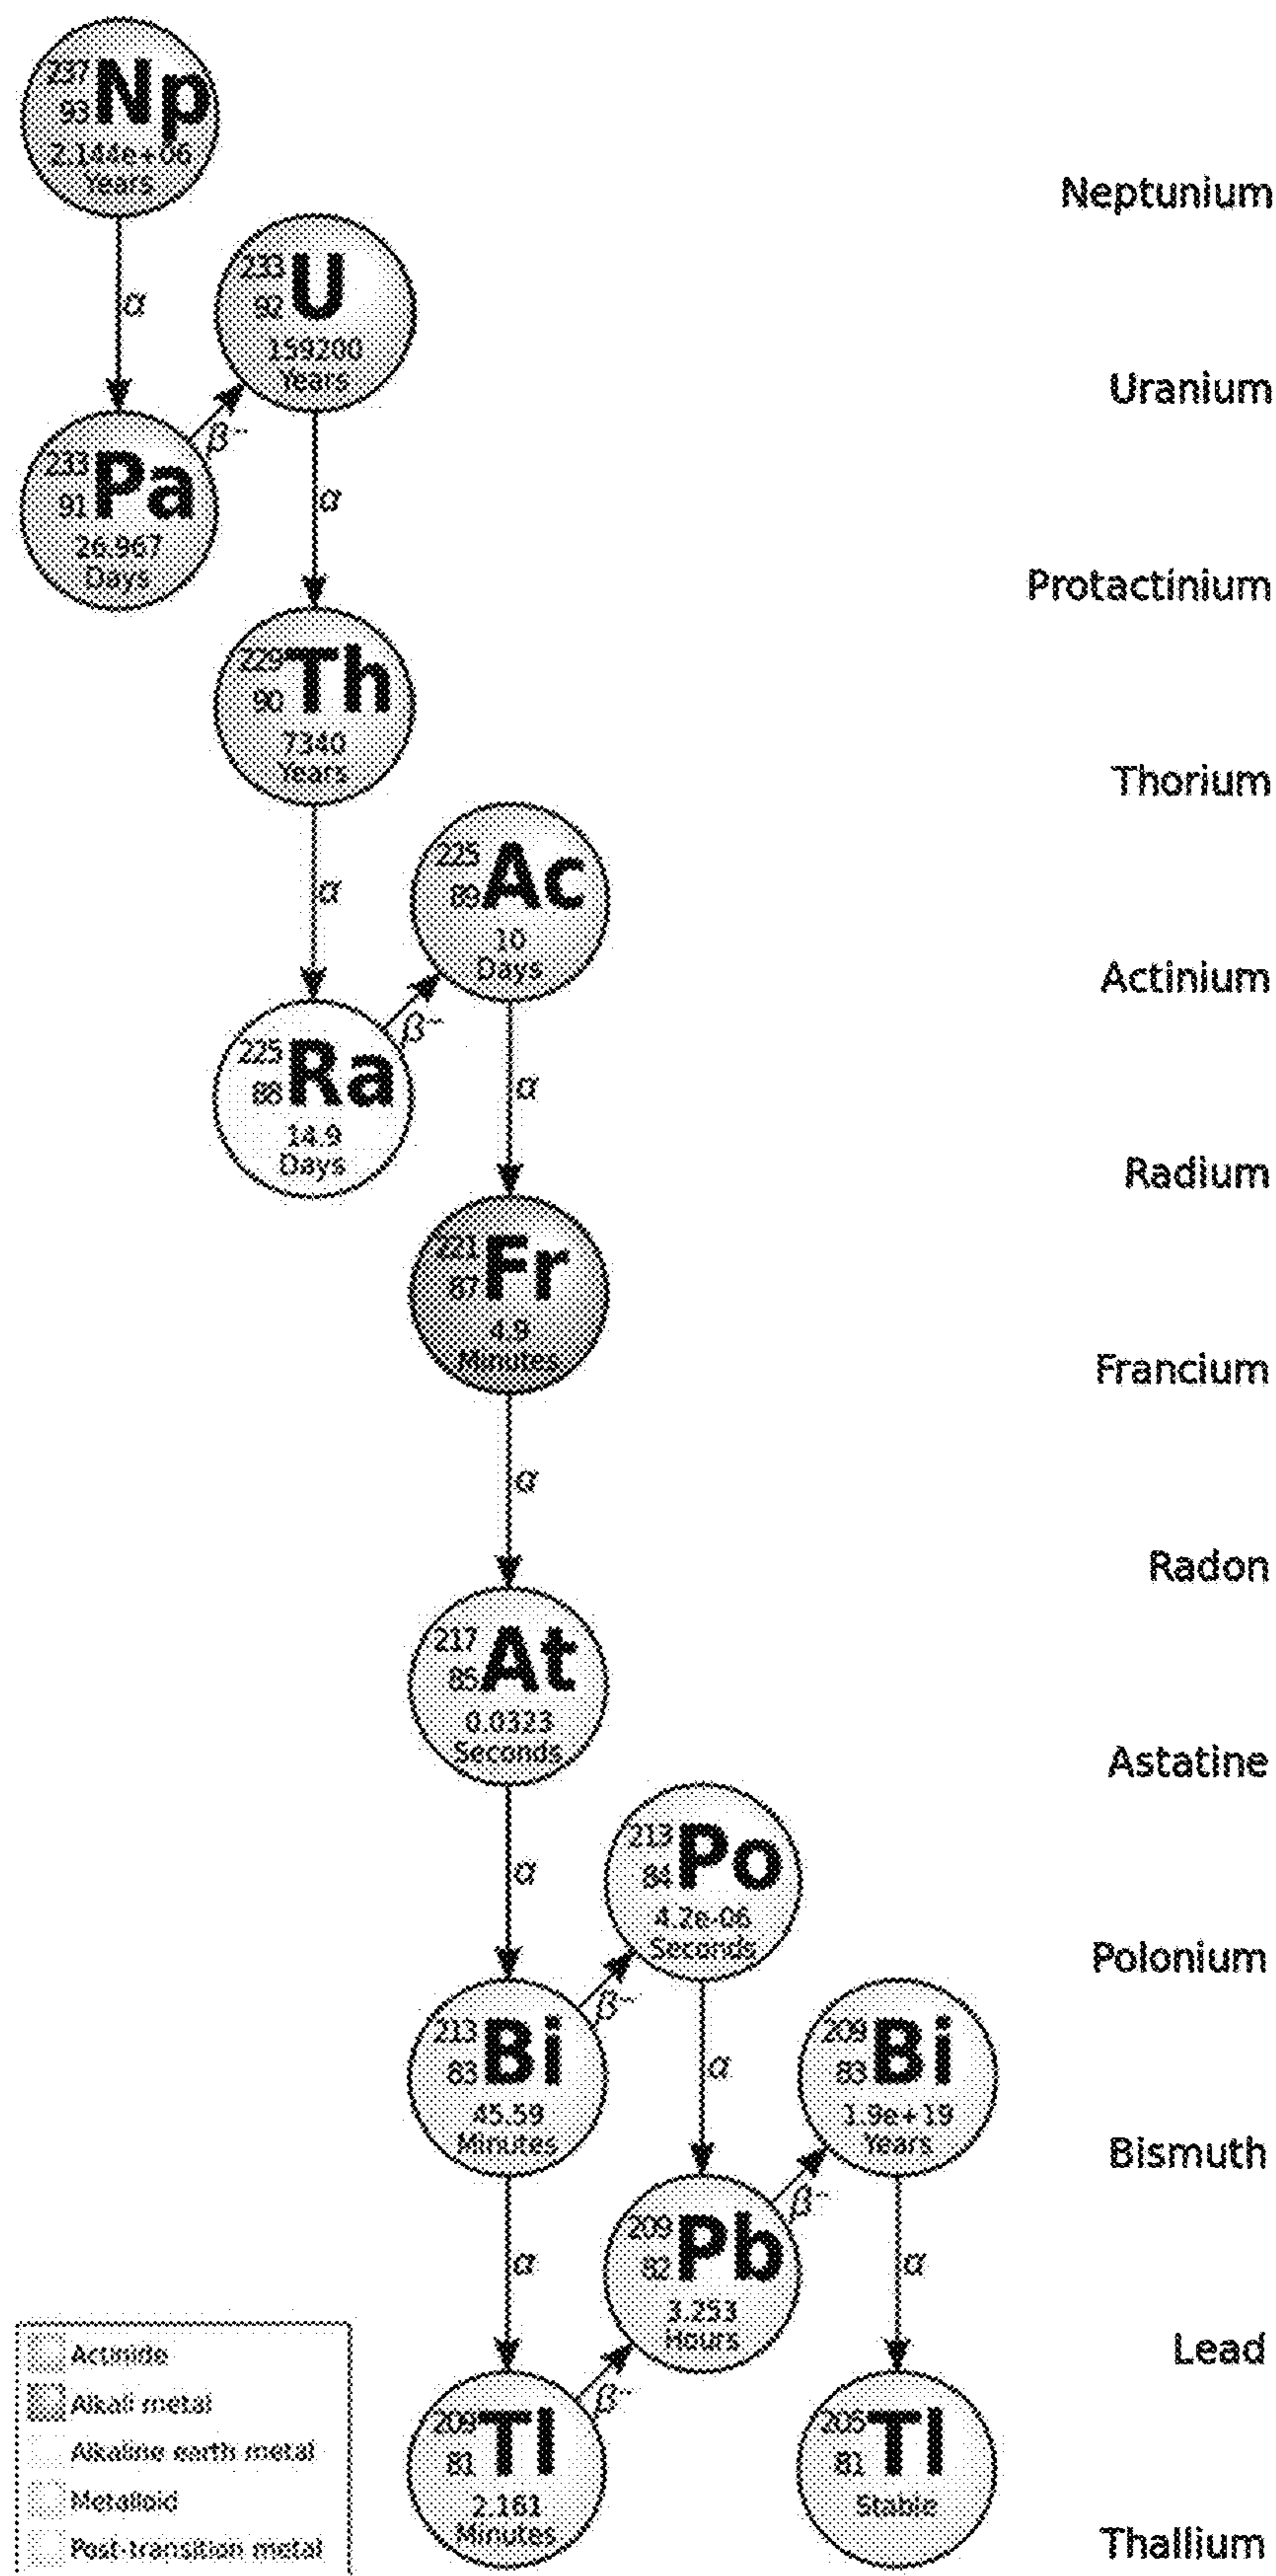 237
93
Np
2.144e+06
Years
Neptunium
α
233
92
U
159200
Years
Uranium
β⁻
233
91
Pa
26.967
Days
α
Protactinium
229
90
Th
7340
Years
Thorium
α
225
89
Ac
10
Days
Actinium
β⁻
225
88
Ra
14.9
Days
α
Radium
221
87
Fr
4.9
Minutes
Francium
α
Radon
217
85
At
0.0323
Seconds
Astatine
α
213
84
Po
4.2e-06
Seconds
Polonium
β⁻
213
83
Bi
45.59
Minutes
α
209
83
Bi
1.9e+19
Years
Bismuth
β⁻
α
209
82
Pb
3.253
Hours
α
Lead
β⁻
209
81
Tl
2.161
Minutes
205
81
Tl
Stable
Thallium
Actinide
Alkali metal
Alkaline earth metal
Metalloid
Post-transition metal